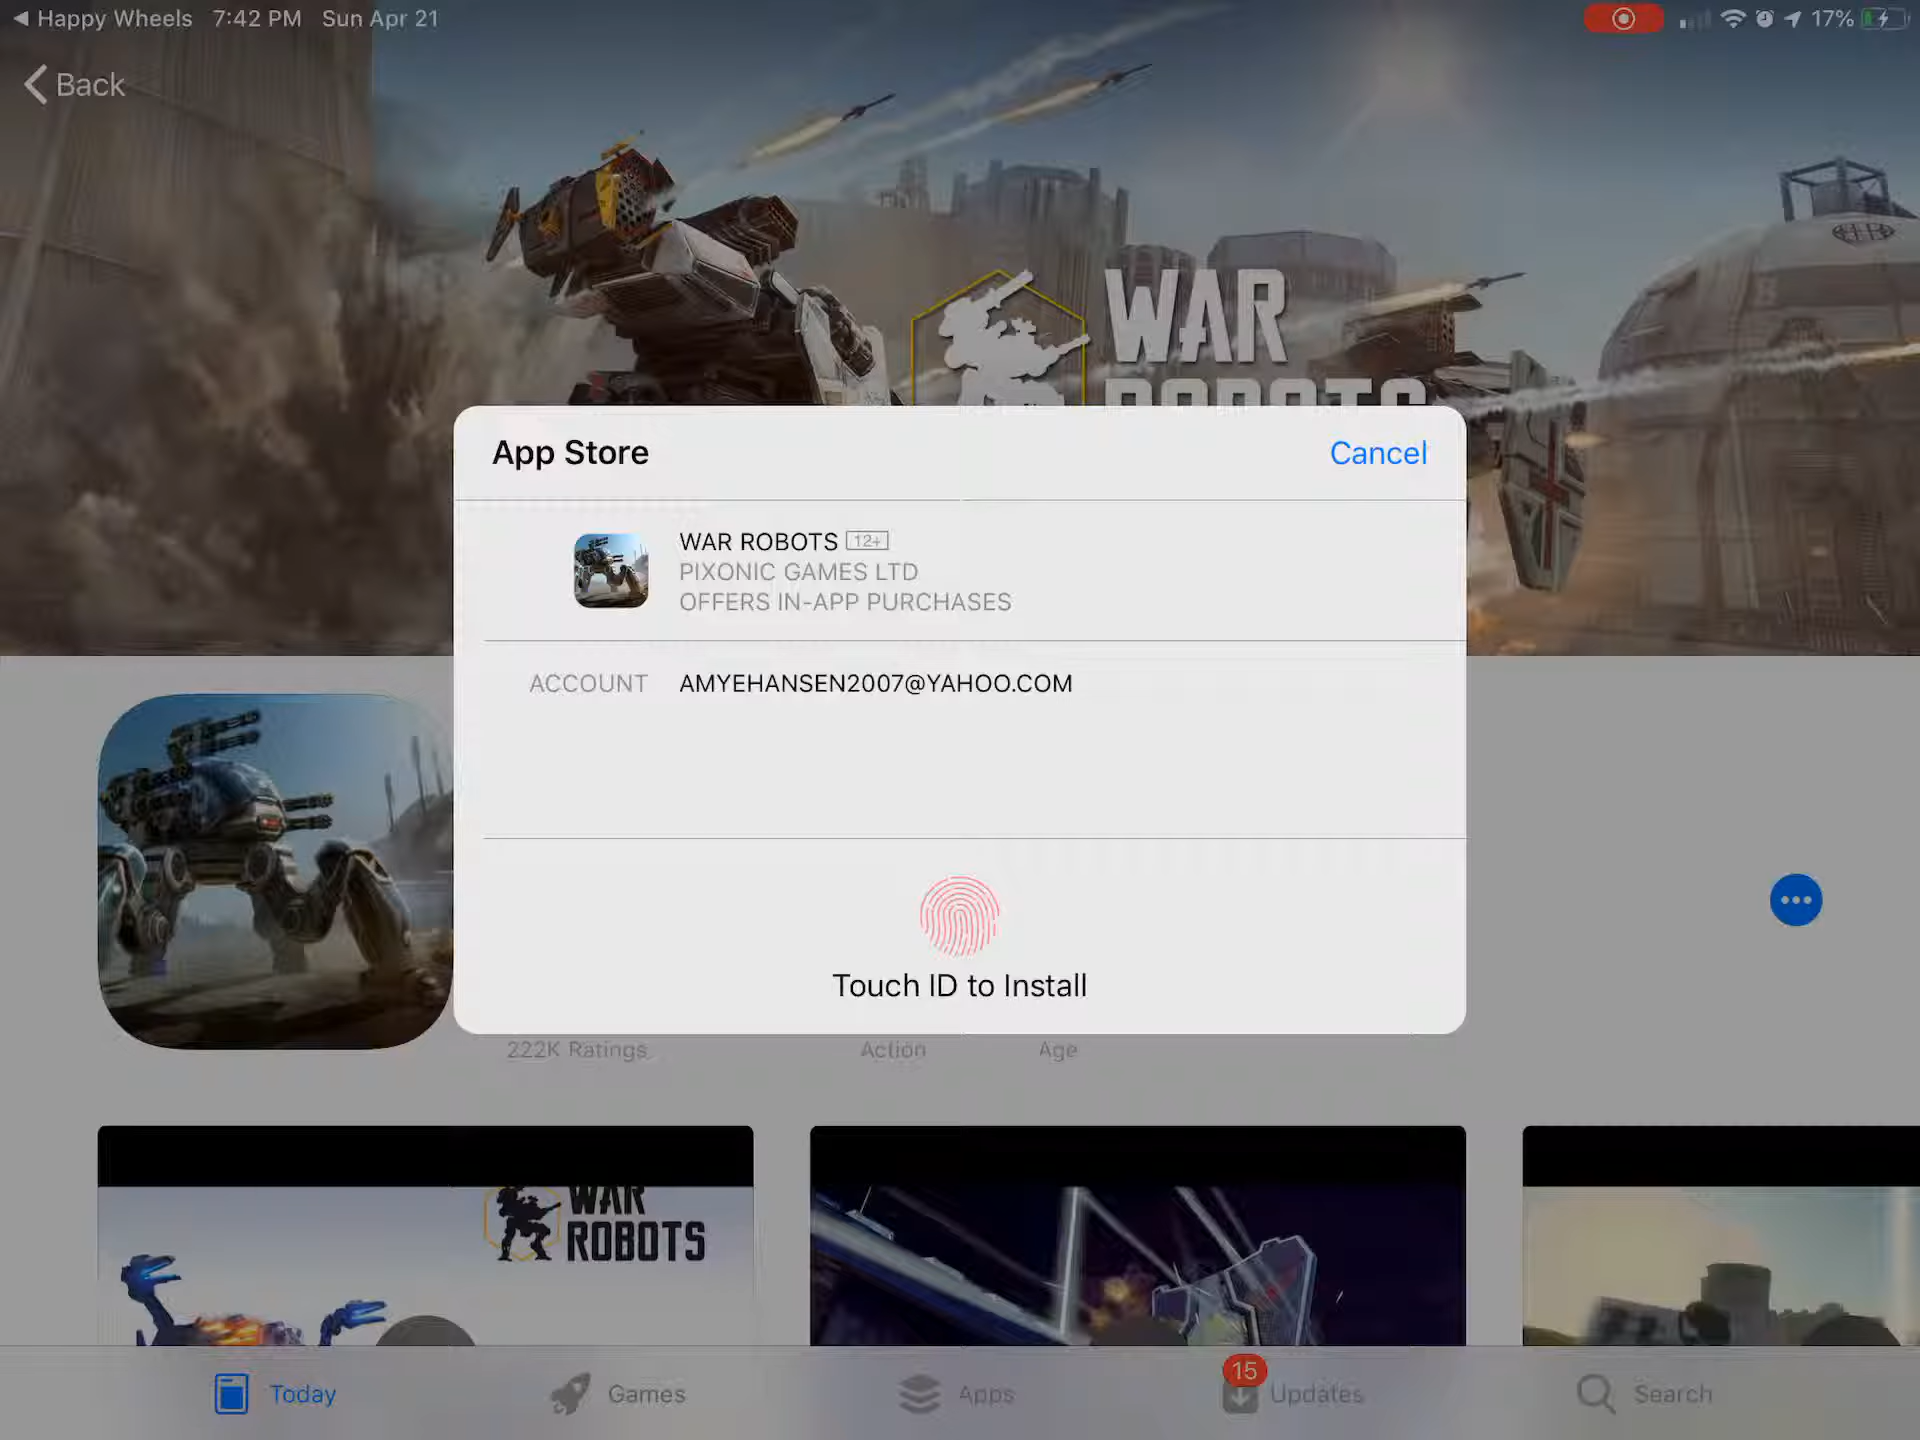 Happy Wheels 7:42 PM Sun Apr 21
17%
Back
WAR
ROBOTS
App Store
Cancel
WAR ROBOTS 12+
PIXONIC GAMES LTD
OFFERS IN-APP PURCHASES
ACCOUNT AMYEHANSEN2007@YAHOO.COM
Touch ID to Install
222K Ratings
Action
Age
WAR
ROBOTS
Today
Games
Apps
15
Updates
Search